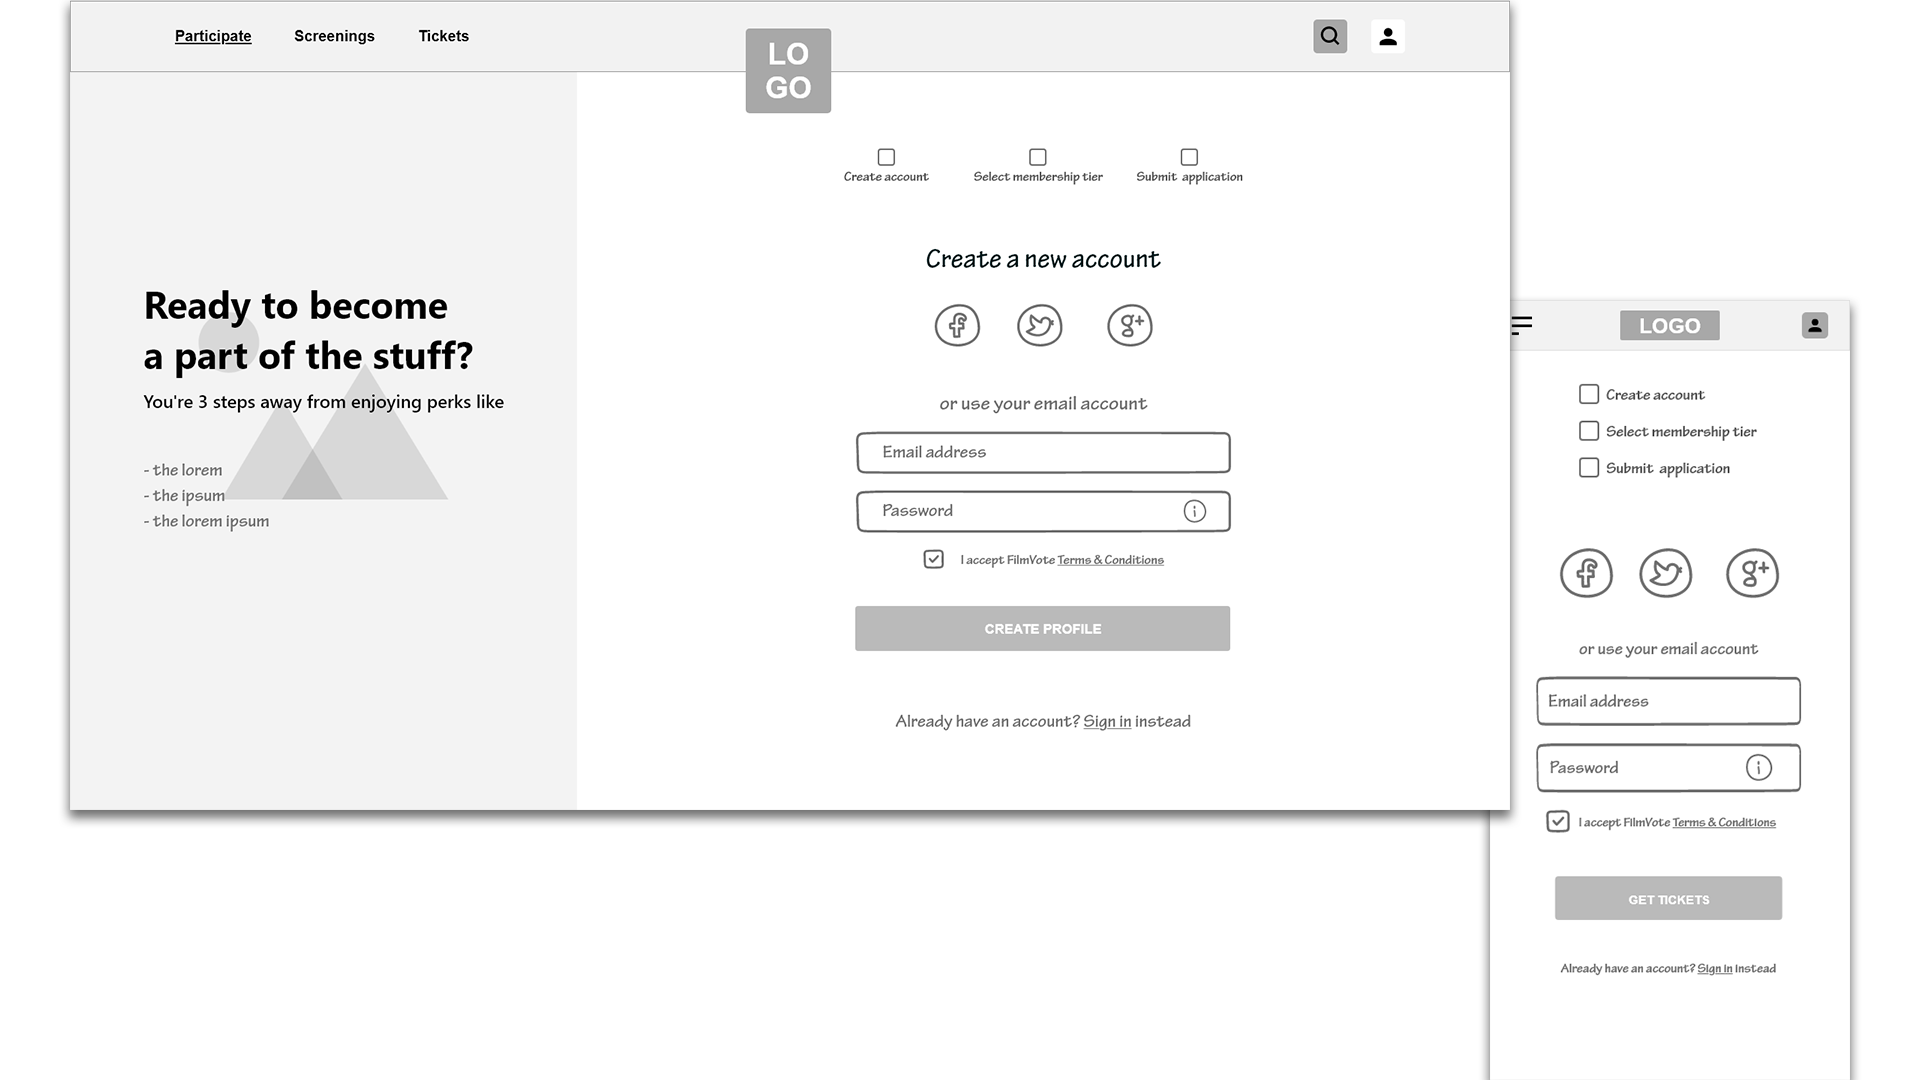 Participate
Screenings
Tickets
LO
GO
Create account
Select membership tier
Submit application
Ready to become
a part of the stuff?
You're 3 steps away from enjoying perks like
- the lorem
- the ipsum
- the lorem ipsum
Create a new account
f
g+
or use your email account
Email address
Password
i
I accept FilmVote Terms & Conditions
CREATE PROFILE
Already have an account? Sign in instead
LOGO
Create account
Select membership tier
Submit application
f
g+
or use your email account
Email address
Password
i
I accept FilmVote Terms & Conditions
GET TICKETS
Already have an account? Sign in instead